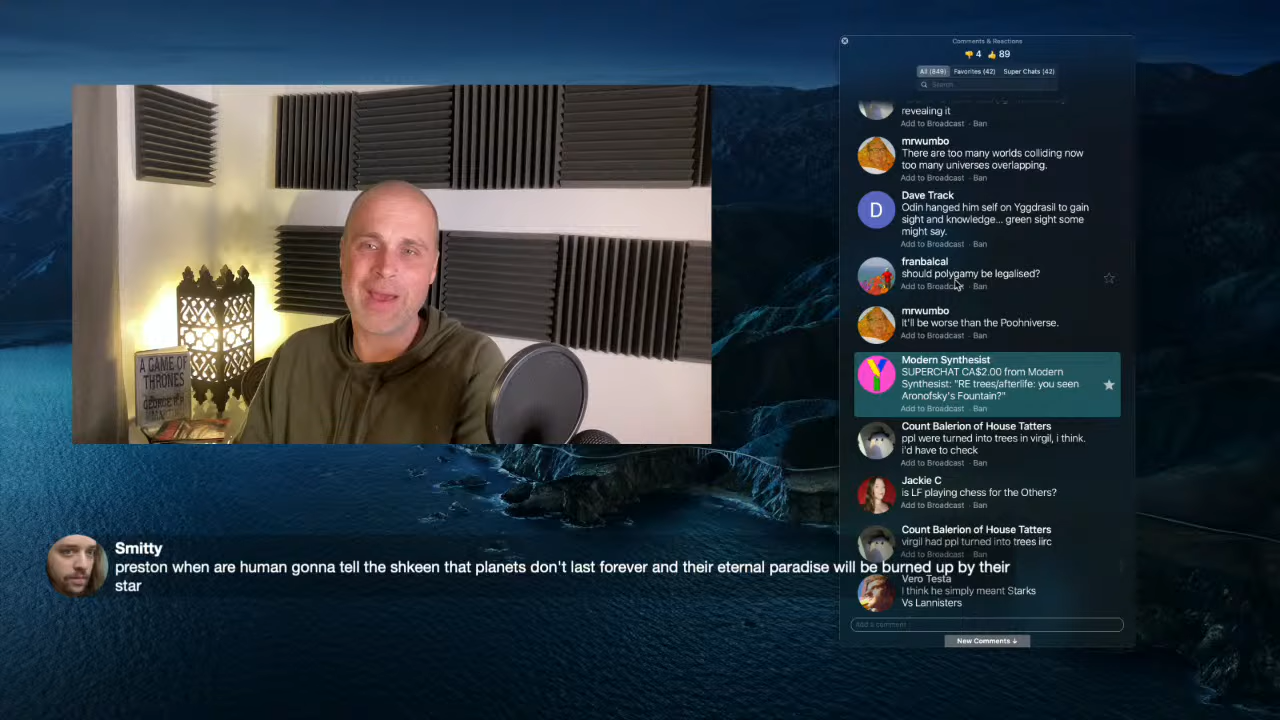 A GAME OF
THRONES
Comments & Reactions
👎 4 👍 89
All (849) Favorites (42) Super Chats (42)
Search
revealing it
Add to Broadcast · Ban
mrwumbo
There are too many worlds colliding now
too many universes overlapping.
Add to Broadcast · Ban
D
Dave Track
Odin hanged him self on Yggdrasil to gain
sight and knowledge... green sight some
might say.
Add to Broadcast · Ban
franbalcal
should polygamy be legalised?
Add to Broadcast · Ban
mrwumbo
It'll be worse than the Poohniverse.
Add to Broadcast · Ban
Modern Synthesist
SUPERCHAT CA$2.00 from Modern
Synthesist: "RE trees/afterlife: you seen
Aronofsky's Fountain?"
Add to Broadcast · Ban
Count Balerion of House Tatters
ppl were turned into trees in virgil, i think.
i'd have to check
Add to Broadcast · Ban
Jackie C
is LF playing chess for the Others?
Add to Broadcast · Ban
Count Balerion of House Tatters
virgil had ppl turned into trees iirc
Add to Broadcast · Ban
Vero Testa
I think he simply meant Starks
Vs Lannisters
Add a comment
New Comments ↓
Smitty
preston when are human gonna tell the shkeen that planets don't last forever and their eternal paradise will be burned up by their
star